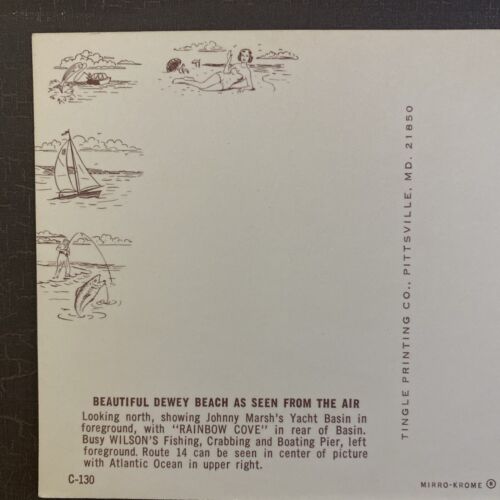 BEAUTIFUL DEWEY BEACH AS SEEN FROM THE AIR
Looking north, showing Johnny Marsh's Yacht Basin in
foreground, with "RAINBOW COVE" in rear of Basin.
Busy WILSON'S Fishing, Crabbing and Boating Pier, left
foreground. Route 14 can be seen in center of picture
with Atlantic Ocean in upper right.
C-130
TINGLE PRINTING CO., PITTSVILLE, MD. 21850
MIRRO-KROME ®